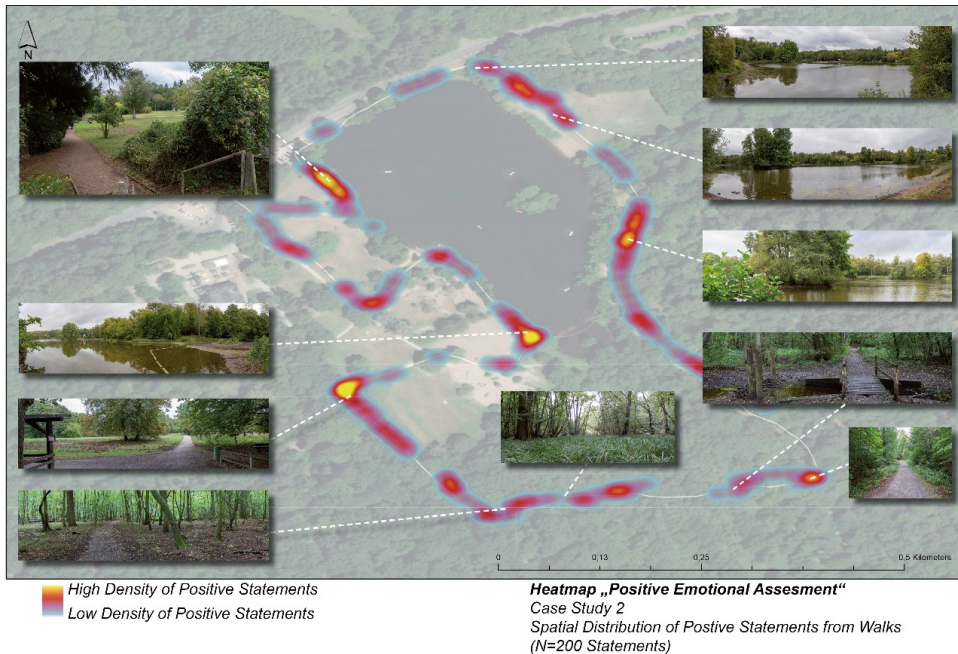 N
0
0,13
0,25
0,5 Kilometers
High Density of Positive Statements
Low Density of Positive Statements
Heatmap „Positive Emotional Assesment“
Case Study 2
Spatial Distribution of Postive Statements from Walks
(N=200 Statements)